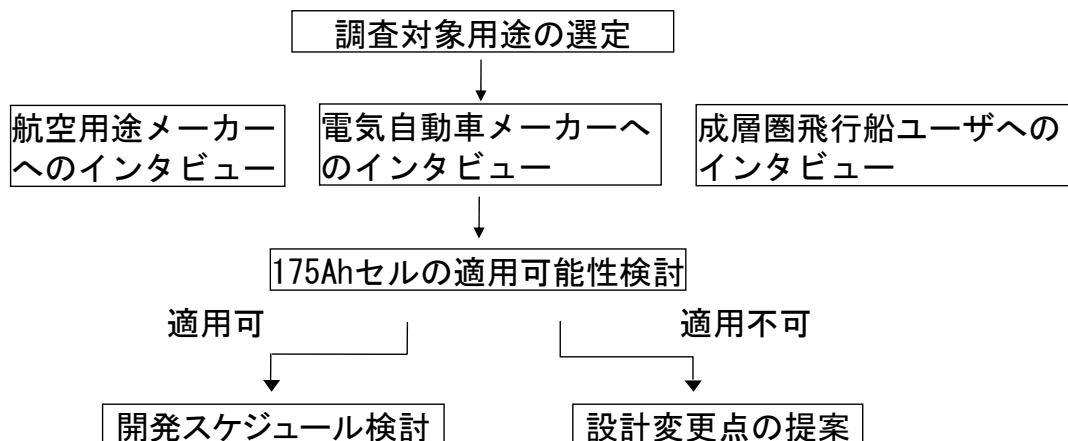 調査対象用途の選定
航空用途メーカー
へのインタビュー
電気自動車メーカーへ
のインタビュー
成層圏飛行船ユーザへの
インタビュー
175Ahセルの適用可能性検討
適用可
適用不可
開発スケジュール検討
設計変更点の提案